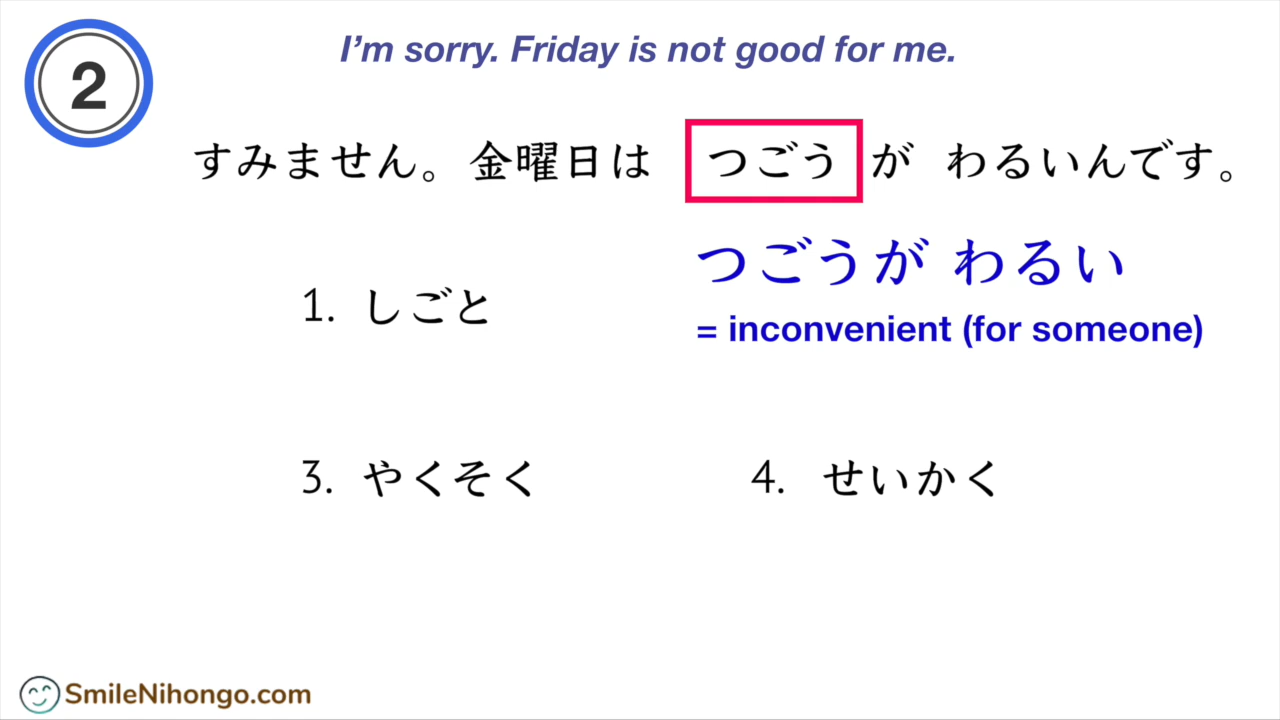 2
I'm sorry. Friday is not good for me.
すみません。金曜日は つごう が わるいんです。
つごうが わるい
= inconvenient (for someone)
1. しごと
3. やくそく
4. せいかく
SmileNihongo.com